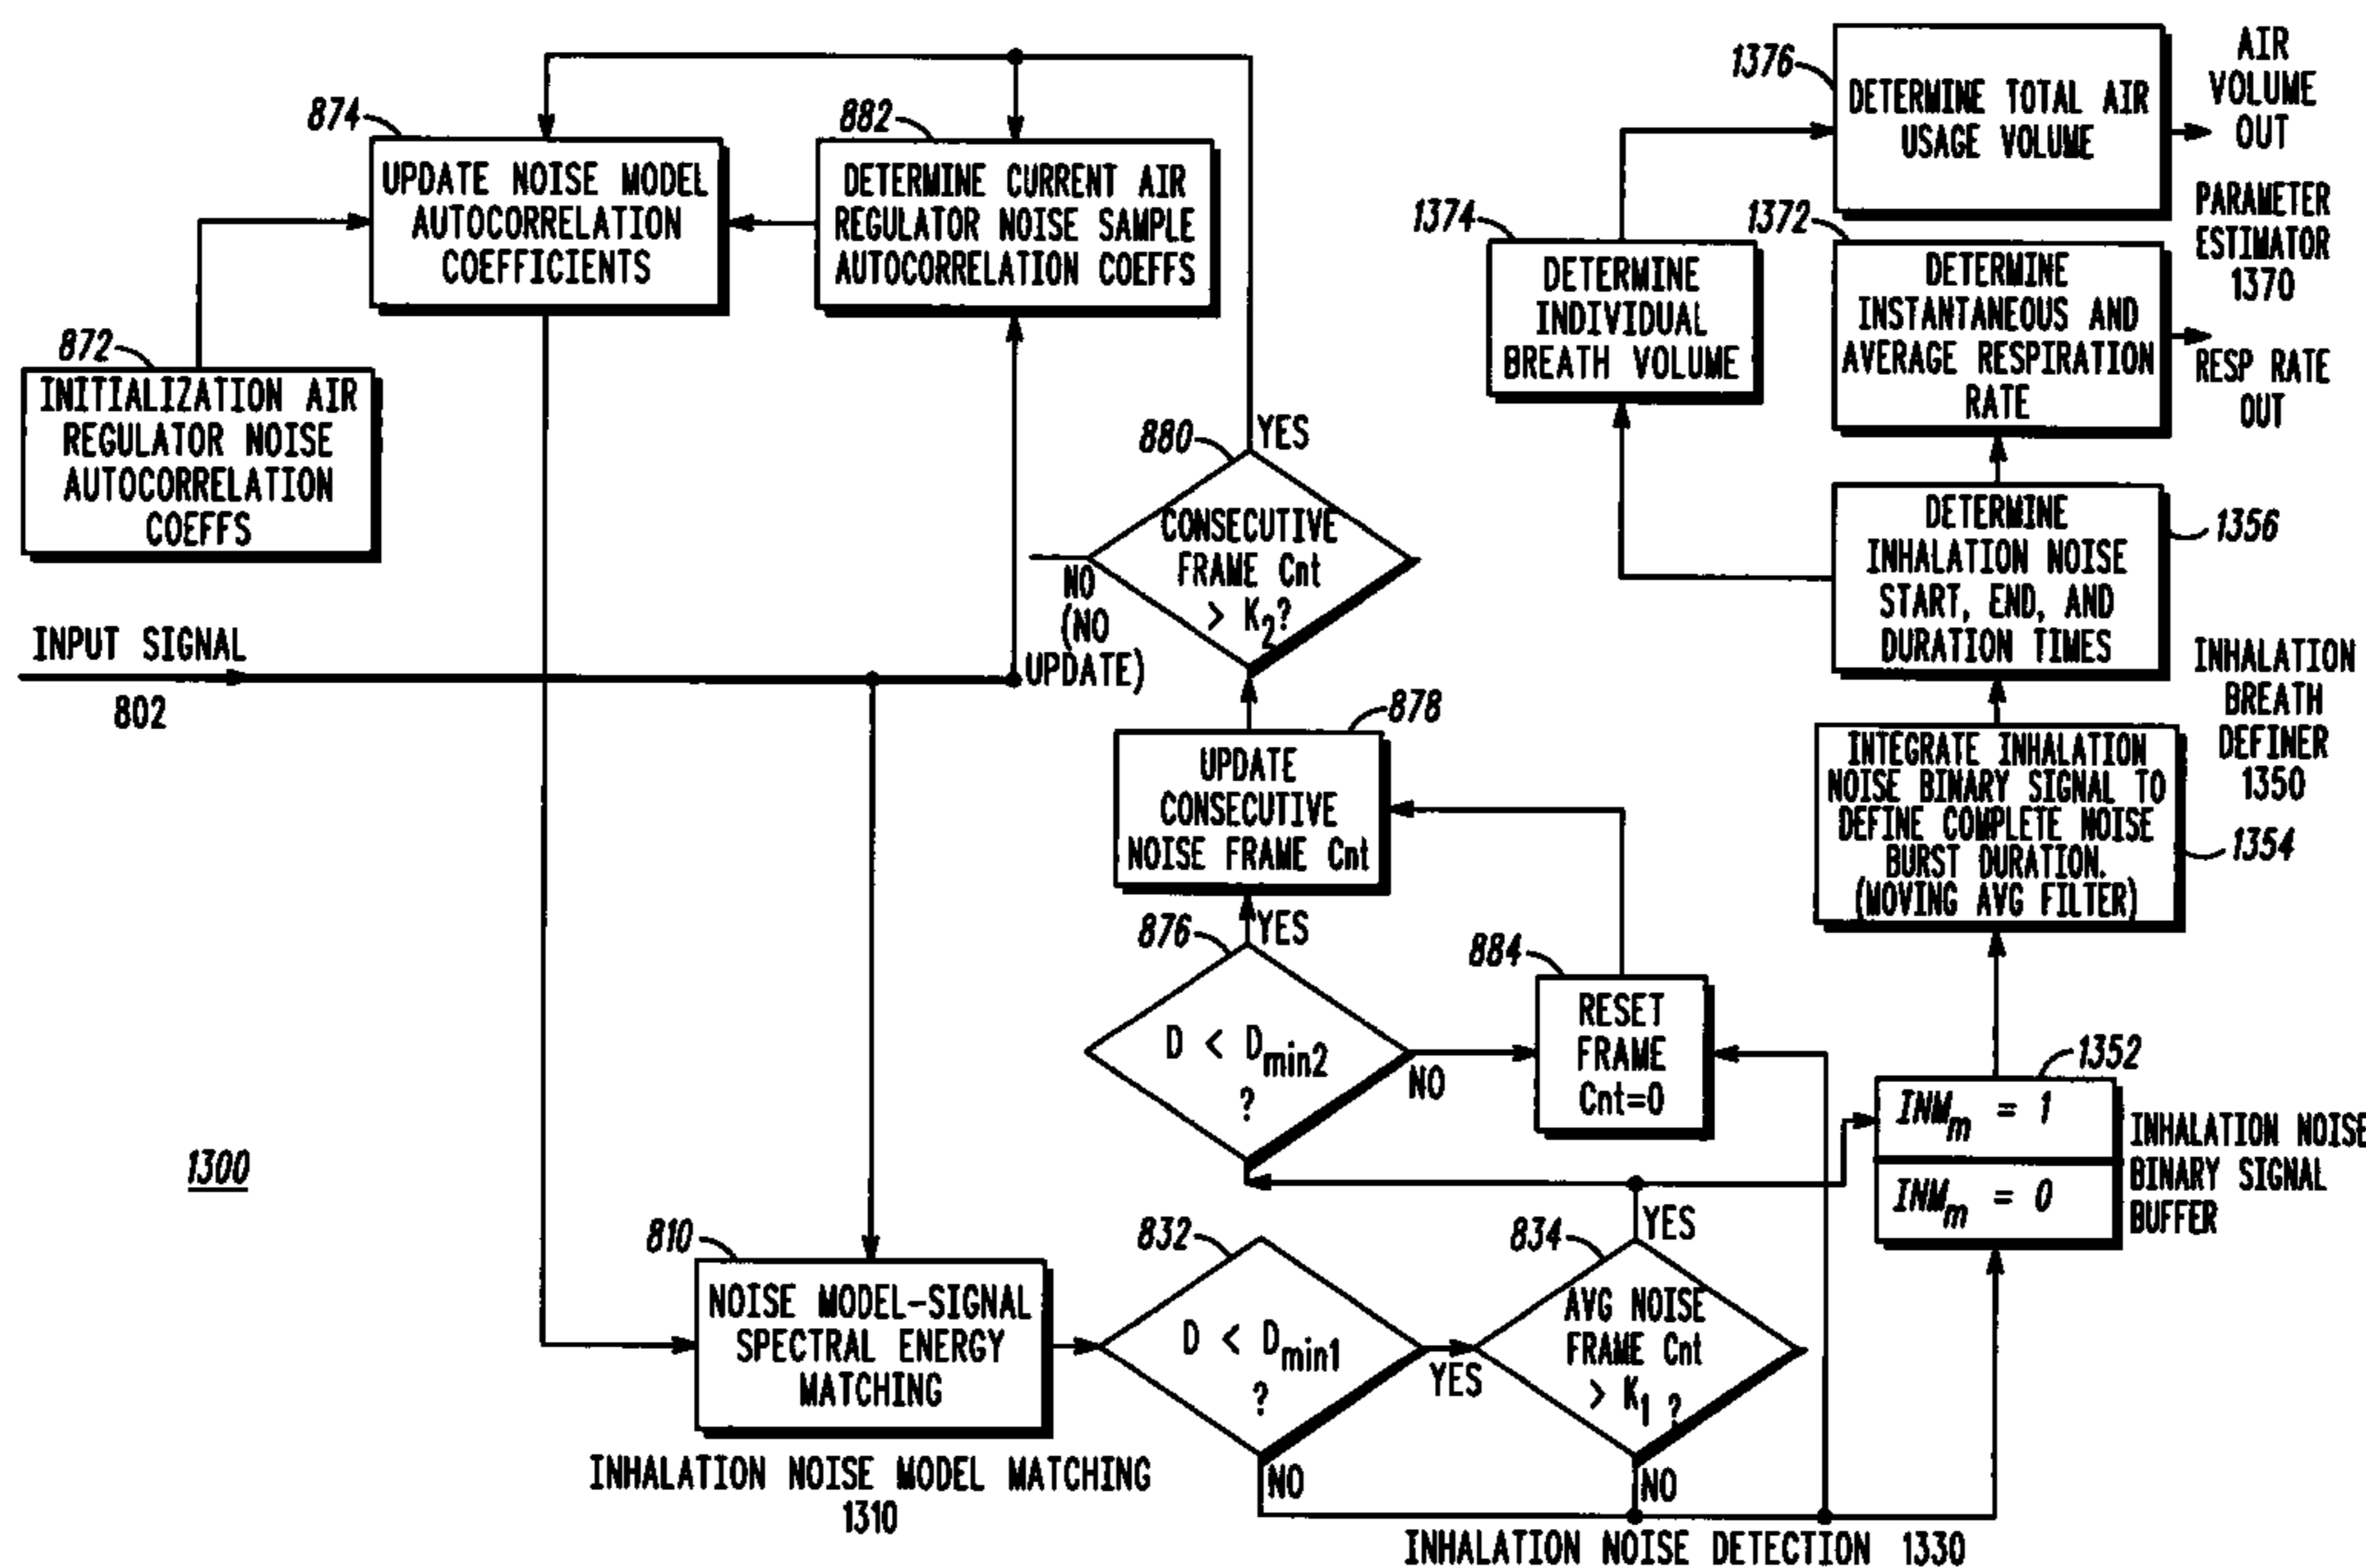 874
UPDATE NOISE MODEL
AUTOCORRELATION
COEFFICIENTS
882
DETERMINE CURRENT AIR
REGULATOR NOISE SAMPLE
AUTOCORRELATION COEFFS
872
INITIALIZATION AIR
REGULATOR NOISE
AUTOCORRELATION
COEFFS
INPUT SIGNAL
802
880
YES
CONSECUTIVE
FRAME Cnt
> K2?
NO
(NO
UPDATE)
878
UPDATE
CONSECUTIVE
NOISE FRAME Cnt
876
YES
D < Dmin2
?
NO
884
RESET
FRAME
Cnt=0
1376
DETERMINE TOTAL AIR
USAGE VOLUME
AIR
VOLUME
OUT
1374
DETERMINE
INDIVIDUAL
BREATH VOLUME
1372
DETERMINE
INSTANTANEOUS AND
AVERAGE RESPIRATION
RATE
PARAMETER
ESTIMATOR
1370
RESP RATE
OUT
DETERMINE
INHALATION NOISE
START, END, AND
DURATION TIMES
1356
INHALATION
BREATH
DEFINER
1350
INTEGRATE INHALATION
NOISE BINARY SIGNAL TO
DEFINE COMPLETE NOISE
BURST DURATION.
(MOVING AVG FILTER)
1354
1352
INMm = 1
INMm = 0
INHALATION NOISE
BINARY SIGNAL
BUFFER
1300
810
NOISE MODEL-SIGNAL
SPECTRAL ENERGY
MATCHING
INHALATION NOISE MODEL MATCHING
1310
832
D < Dmin1
?
YES
NO
834
YES
AVG NOISE
FRAME Cnt
> K1 ?
NO
INHALATION NOISE DETECTION 1330